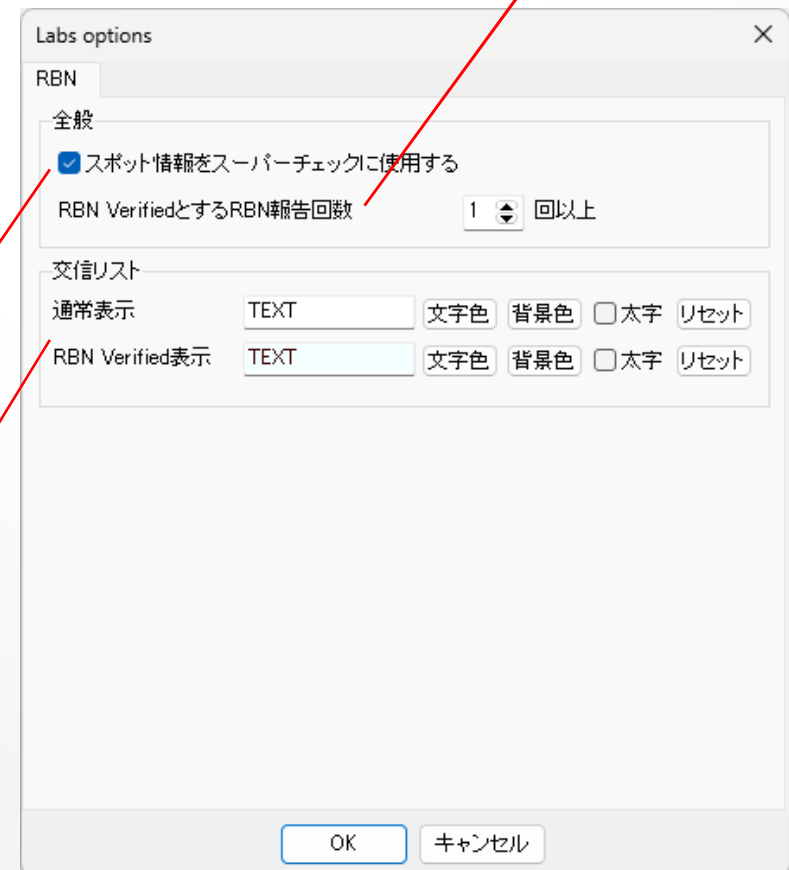 Labs options
RBN
全般
スポット情報をスーパーチェックに使用する
RBN VerifiedとするRBN報告回数 1 回以上
交信リスト
通常表示 TEXT 文字色 背景色 太字 リセット
RBN Verified表示 TEXT 文字色 背景色 太字 リセット
OK キャンセル